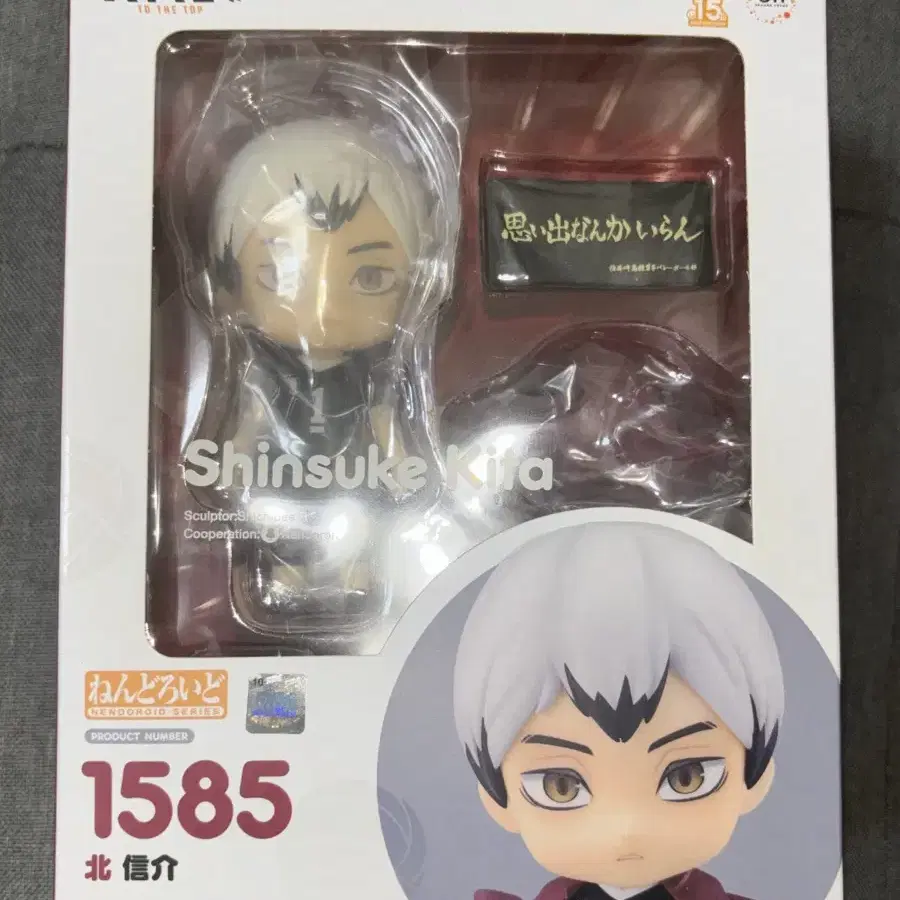 TO THE TOP
15
思い出なんかいらん
Shinsuke Kita
Cooperation:
ねんどろいど
NENDOROID SERIES
PRODUCT NUMBER
1585
北 信介